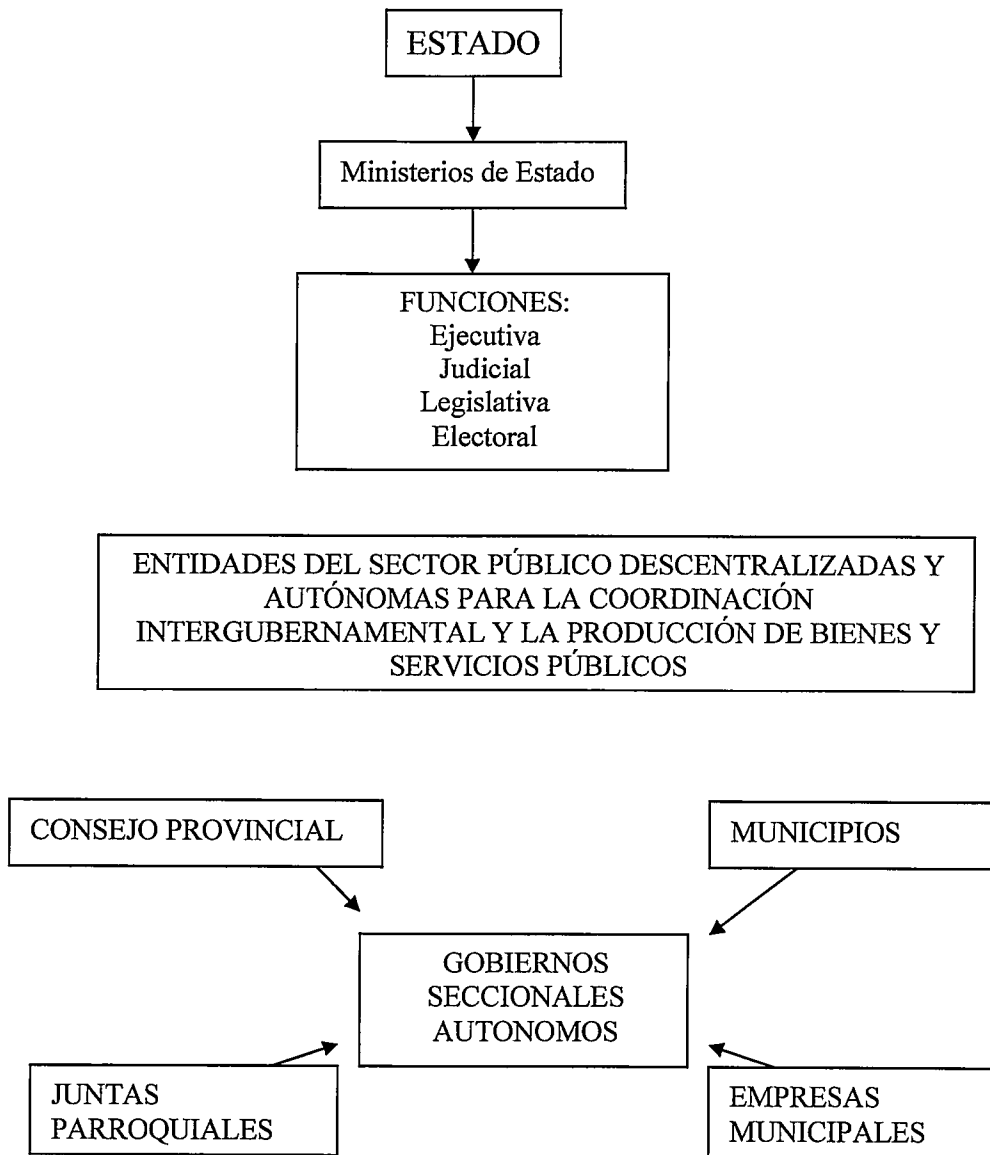 ESTADO
Ministerios de Estado
FUNCIONES:
Ejecutiva
Judicial
Legislativa
Electoral
ENTIDADES DEL SECTOR PÚBLICO DESCENTRALIZADAS Y
AUTÓNOMAS PARA LA COORDINACIÓN
INTERGUBERNAMENTAL Y LA PRODUCCIÓN DE BIENES Y
SERVICIOS PÚBLICOS
CONSEJO PROVINCIAL
MUNICIPIOS
GOBIERNOS
SECCIONALES
AUTONOMOS
JUNTAS
PARROQUIALES
EMPRESAS
MUNICIPALES